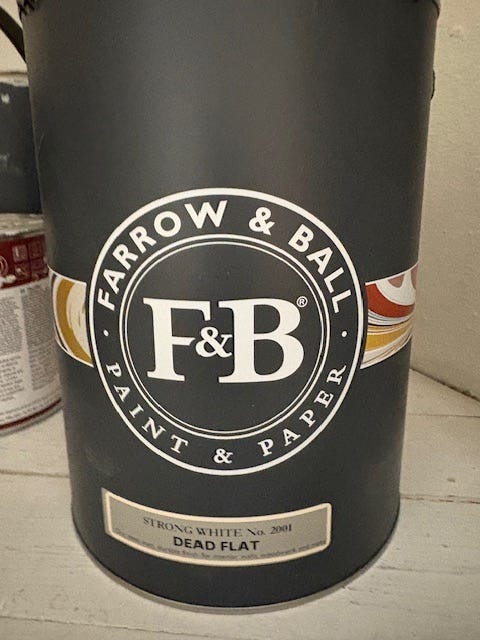 FARROW & BALL
F&B®
PAINT & PAPER
STRONG WHITE No. 2001
DEAD FLAT